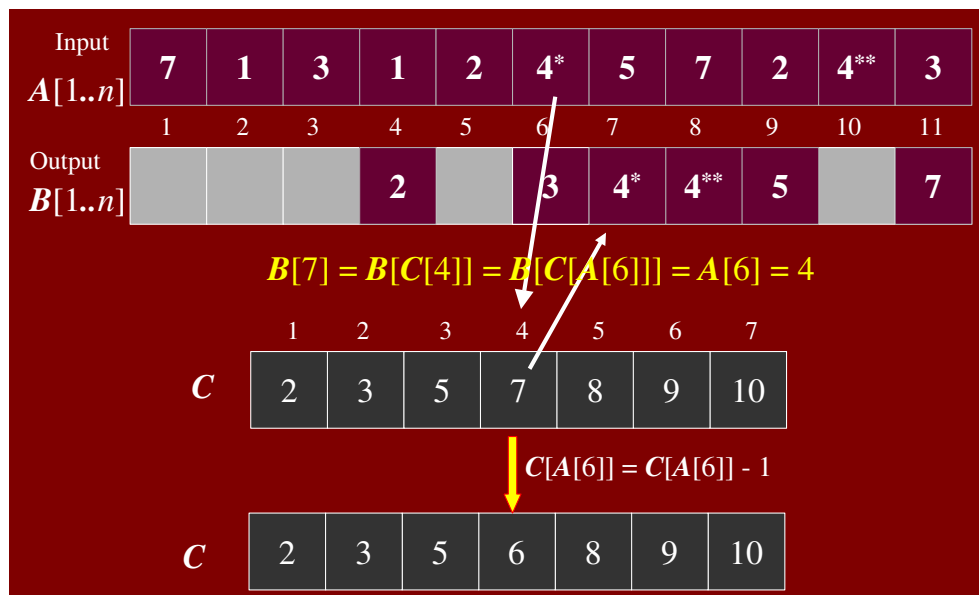 Input
A[1..n] 7 1 3 1 2 4* 5 7 2 4** 3
1 2 3 4 5 6 7 8 9 10 11
Output
B[1..n] 2 3 4* 4** 5 7
B[7] = B[C[4]] = B[C[A[6]]] = A[6] = 4
1 2 3 4 5 6 7
C 2 3 5 7 8 9 10
C[A[6]] = C[A[6]] - 1
C 2 3 5 6 8 9 10